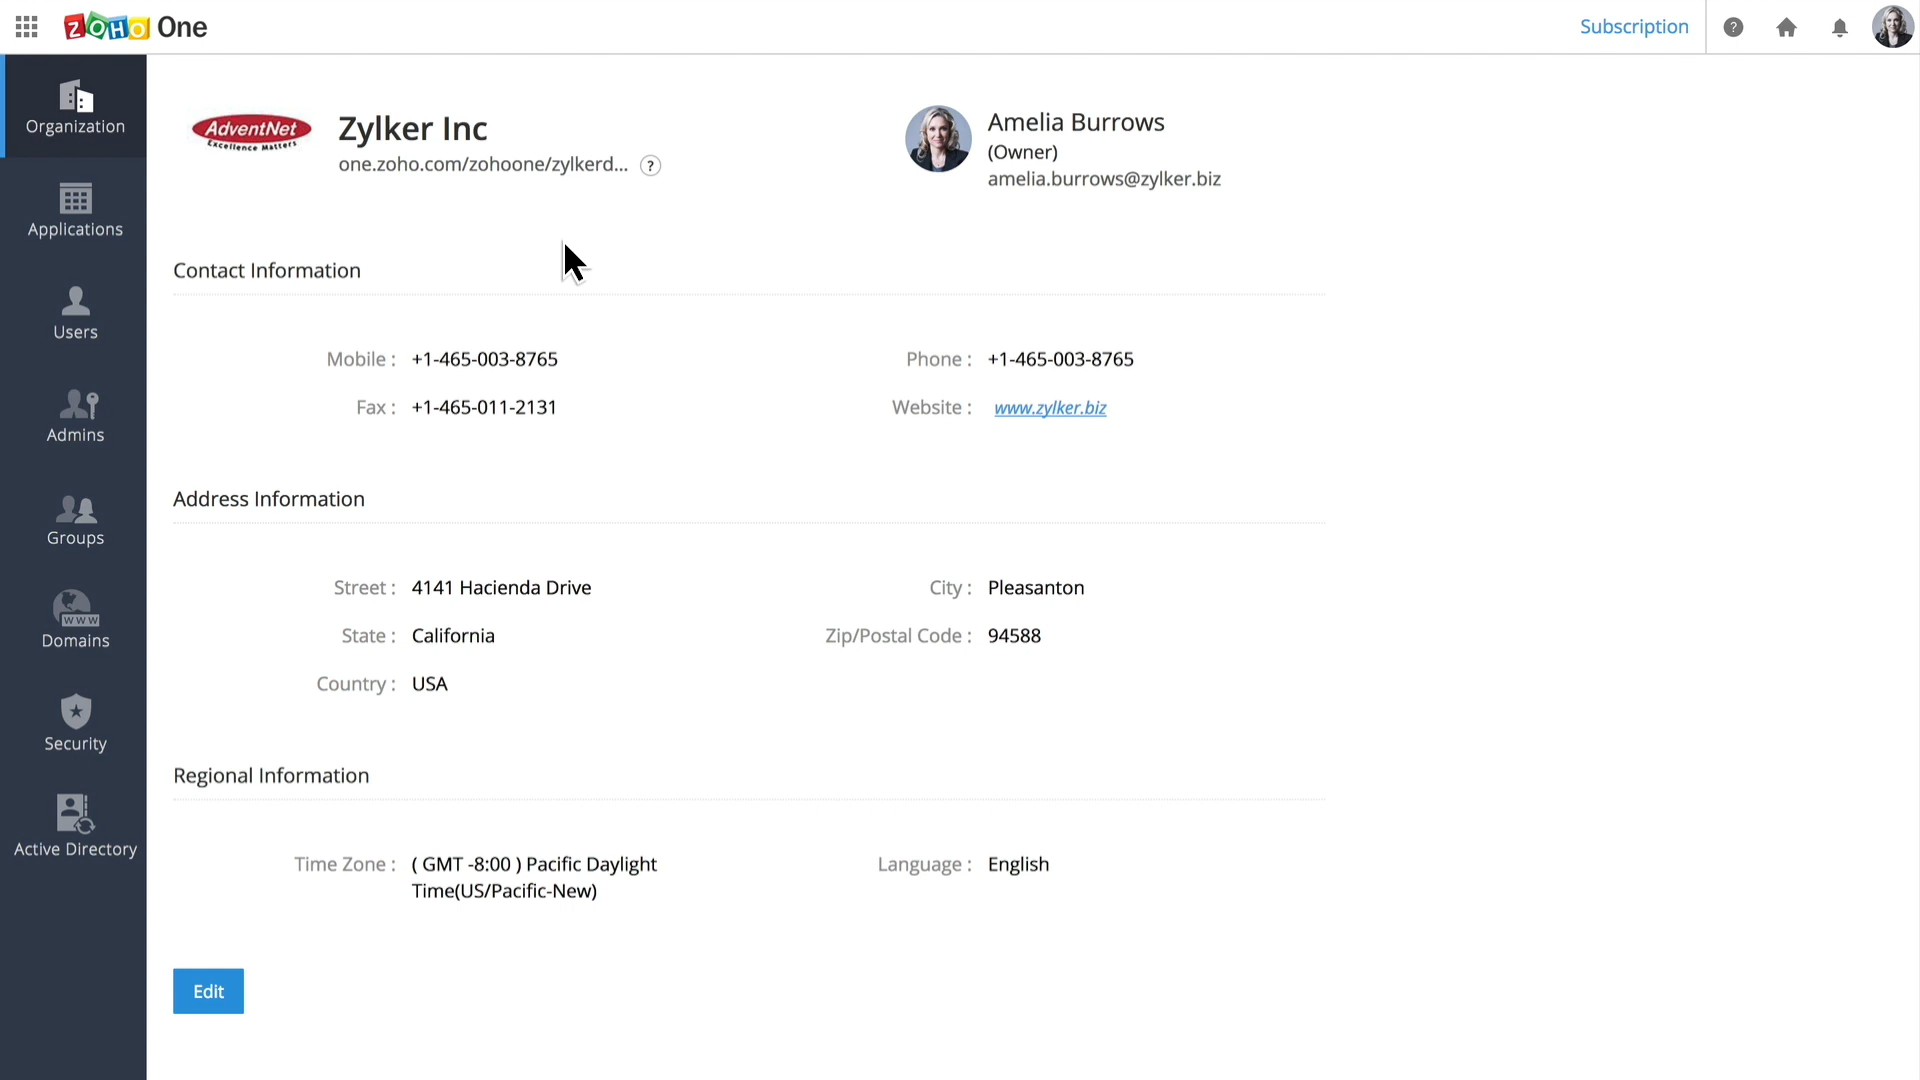 ZOHO One
Subscription
?
Organization
Applications
Users
Admins
Groups
WWW
Domains
Security
Active Directory
AdventNet
Excellence Matters
Zylker Inc
one.zoho.com/zohoone/zylkerd...
?
Amelia Burrows
(Owner)
amelia.burrows@zylker.biz
Contact Information
Mobile : +1-465-003-8765
Phone : +1-465-003-8765
Fax : +1-465-011-2131
Website : www.zylker.biz
Address Information
Street : 4141 Hacienda Drive
City : Pleasanton
State : California
Zip/Postal Code : 94588
Country : USA
Regional Information
Time Zone : ( GMT -8:00 ) Pacific Daylight
Time(US/Pacific-New)
Language : English
Edit